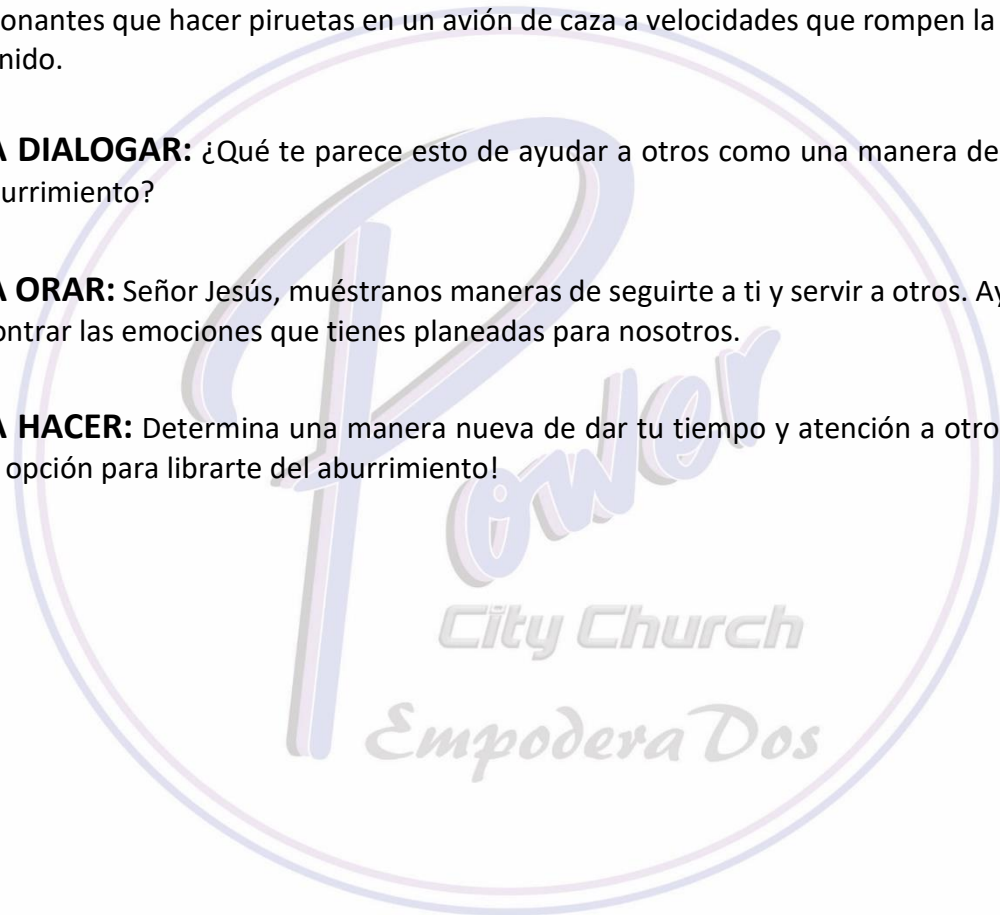 onantes que hacer piruetas en un avión de caza a velocidades que rompen la
nido.
A DIALOGAR: ¿Qué te parece esto de ayudar a otros como una manera de
urrimiento?
A ORAR: Señor Jesús, muéstranos maneras de seguirte a ti y servir a otros. Ay
ontrar las emociones que tienes planeadas para nosotros.
A HACER: Determina una manera nueva de dar tu tiempo y atención a otro
opción para librarte del aburrimiento!
Power
City Church
EmpoderaDos